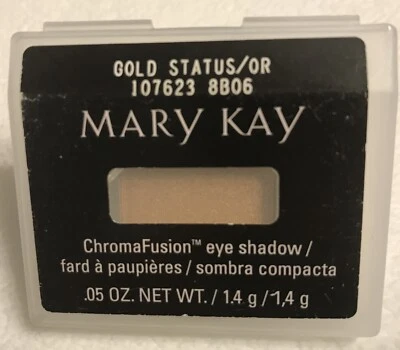 GOLD STATUS/OR
107623 8B06
MARY KAY
ChromaFusion™ eye shadow /
fard à paupières / sombra compacta
.05 OZ. NET WT. / 1.4 g / 1,4 g